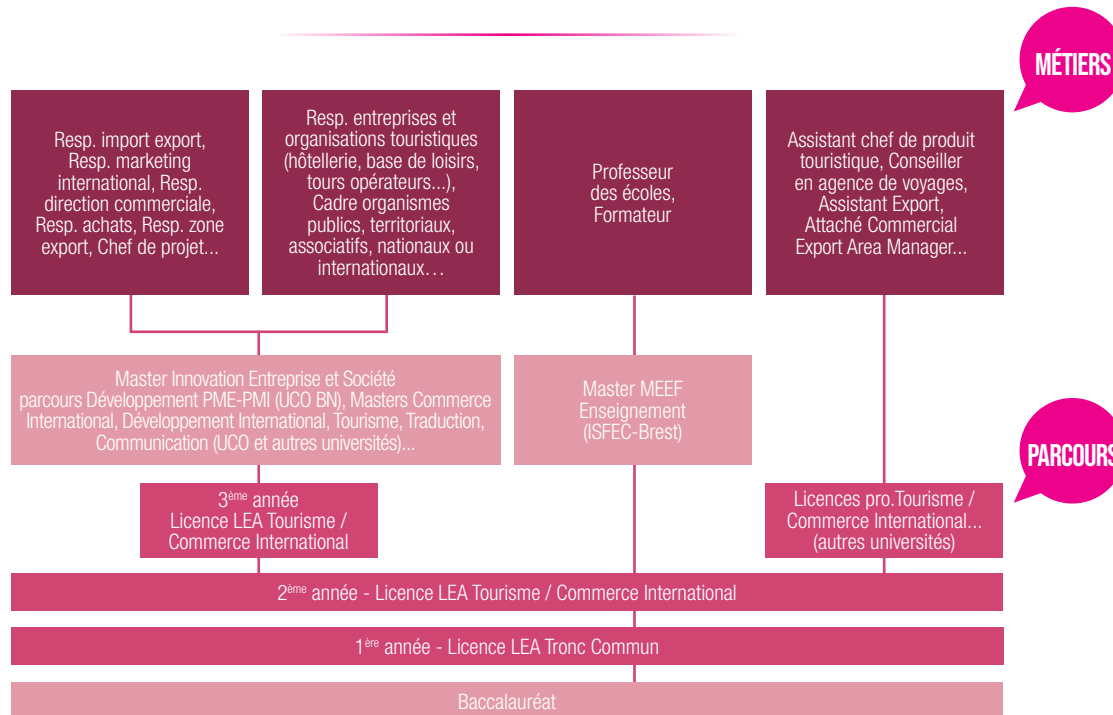 MÉTIERS
Resp. import export,
Resp. marketing
international, Resp.
direction commerciale,
Resp. achats, Resp. zone
export, Chef de projet...
Resp. entreprises et
organisations touristiques
(hôtellerie, base de loisirs,
tours opérateurs...),
Cadre organismes
publics, territoriaux,
associatifs, nationaux ou
internationaux...
Professeur
des écoles,
Formateur
Assistant chef de produit
touristique, Conseiller
en agence de voyages,
Assistant Export,
Attaché Commercial
Export Area Manager...
Master Innovation Entreprise et Société
parcours Développement PME-PMI (UCO BN), Masters Commerce
International, Développement International, Tourisme, Traduction,
Communication (UCO et autres universités)...
Master MEEF
Enseignement
(ISFEC-Brest)
PARCOURS
3ème année
Licence LEA Tourisme /
Commerce International
Licences pro.Tourisme /
Commerce International...
(autres universités)
2ème année - Licence LEA Tourisme / Commerce International
1ère année - Licence LEA Tronc Commun
Baccalauréat